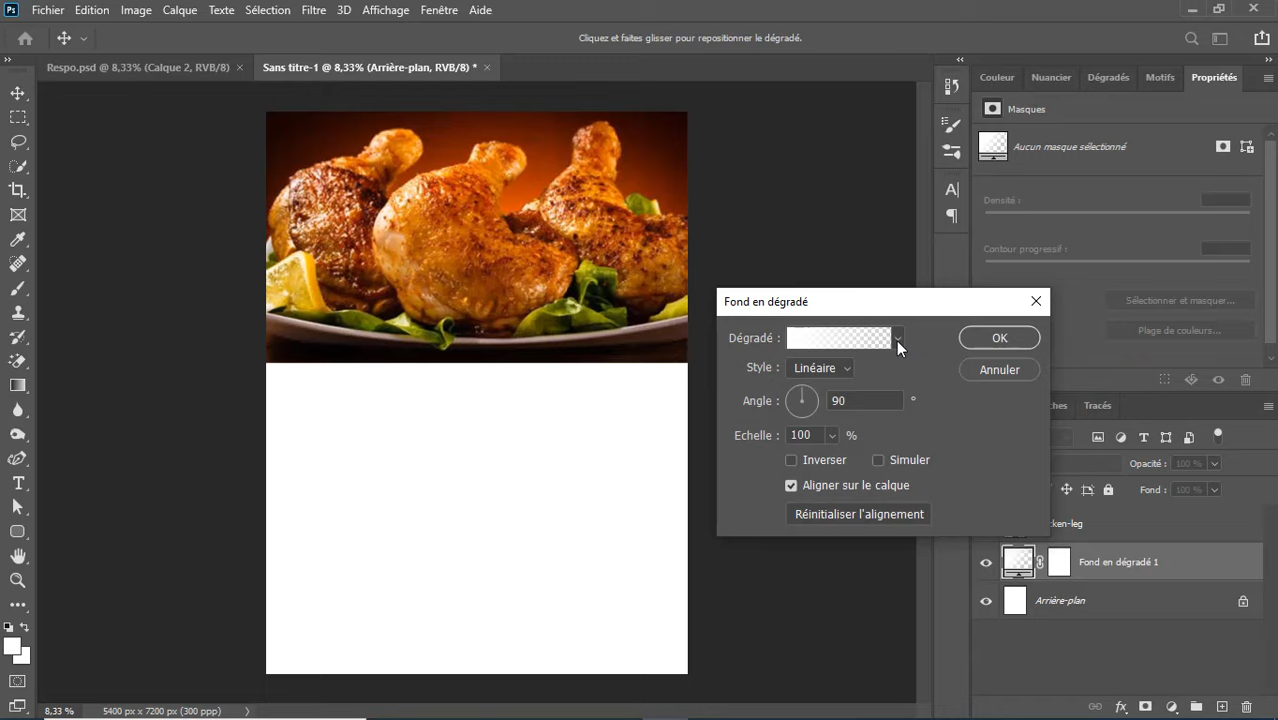 Ps Fichier Edition Image Calque Texte Sélection Filtre 3D Affichage Fenêtre Aide
Cliquez et faites glisser pour repositionner le dégradé.
Respo.psd @ 8,33% (Calque 2, RVB/8) × Sans titre-1 @ 8,33% (Arrière-plan, RVB/8) * ×
Couleur Nuancier Dégradés Motifs Propriétés
Masques
Aucun masque sélectionné
Densité :
Contour progressif :
Sélectionner et masquer...
Plage de couleurs...
Fond en dégradé
Dégradé : OK
Style : Linéaire Annuler
Angle : 90 °
Echelle : 100 %
Inverser Simuler
Aligner sur le calque
Réinitialiser l'alignement
ches Tracés
Opacité : 100 %
Fond : 100 %
cken-leg
Fond en dégradé 1
Arrière-plan
8,33 % 5400 px x 7200 px (300 ppp)